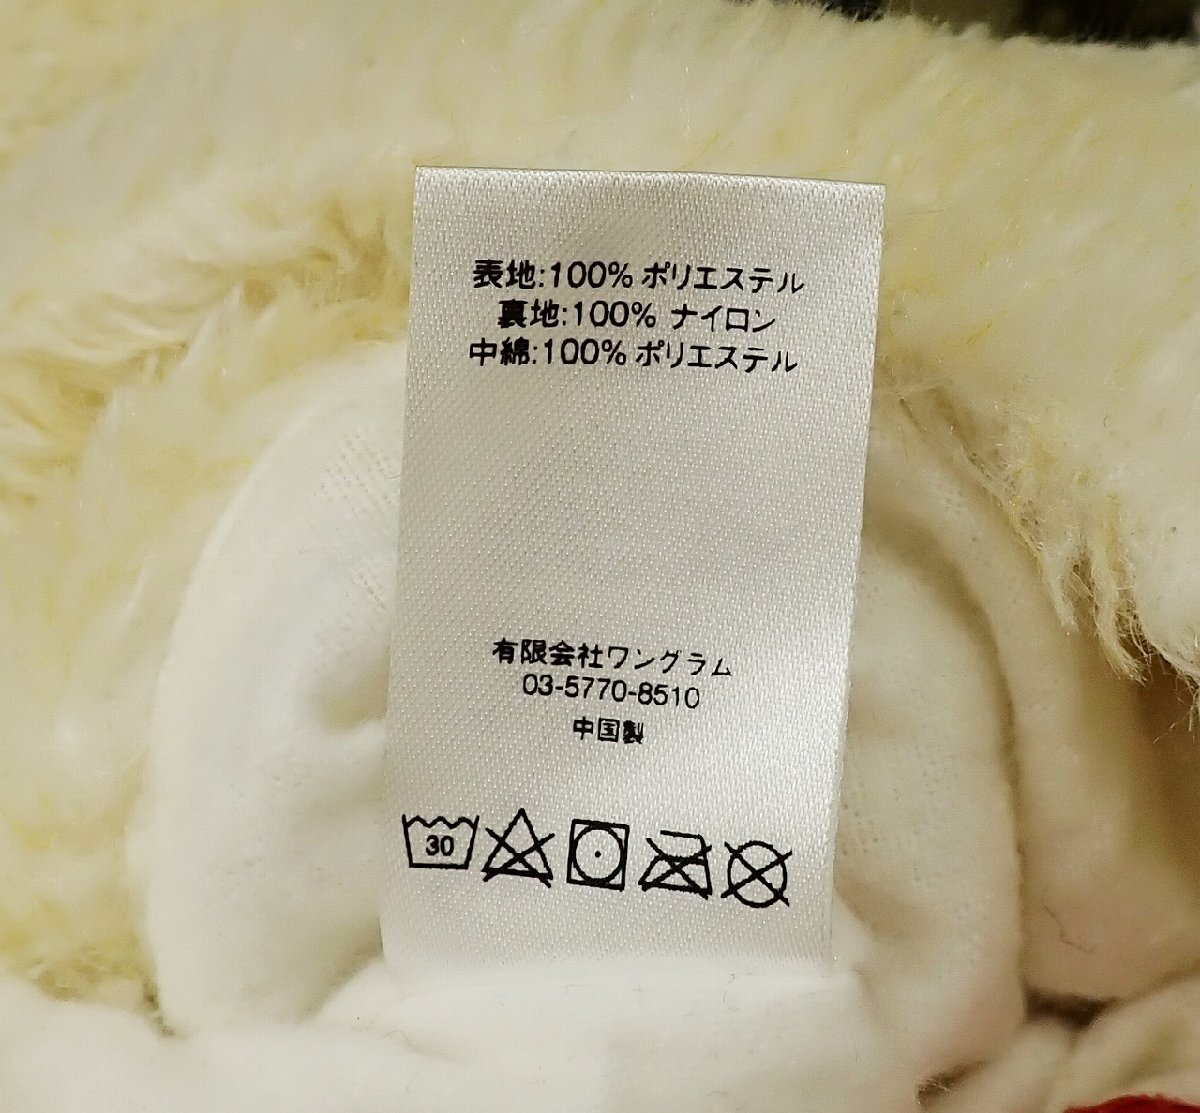 表地:100% ポリエステル
裏地:100% ナイロン
中綿:100% ポリエステル
有限会社ワングラム
03-5770-8510
中国製
30